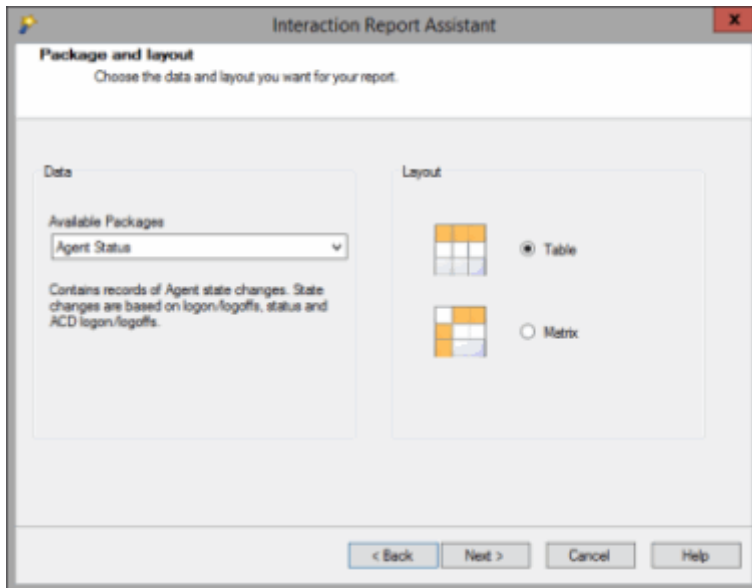 Interaction Report Assistant
x
Package and layout
Choose the data and layout you want for your report.
Data
Available Packages
Agent Status
Contains records of Agent state changes. State
changes are based on logon/logoffs, status and
ACD logon/logoffs.
Layout
Table
Matrix
< Back
Next >
Cancel
Help